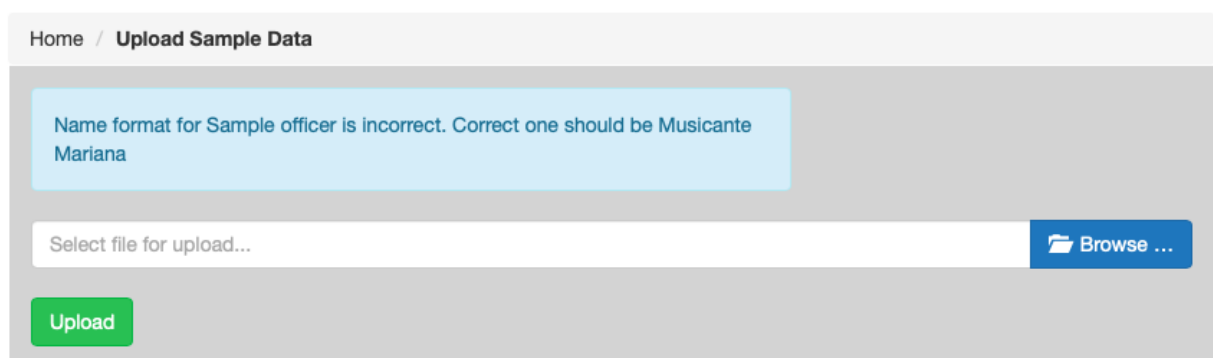 Home / Upload Sample Data
Name format for Sample officer is incorrect. Correct one should be Musicante
Mariana
Select file for upload...
Browse ...
Upload